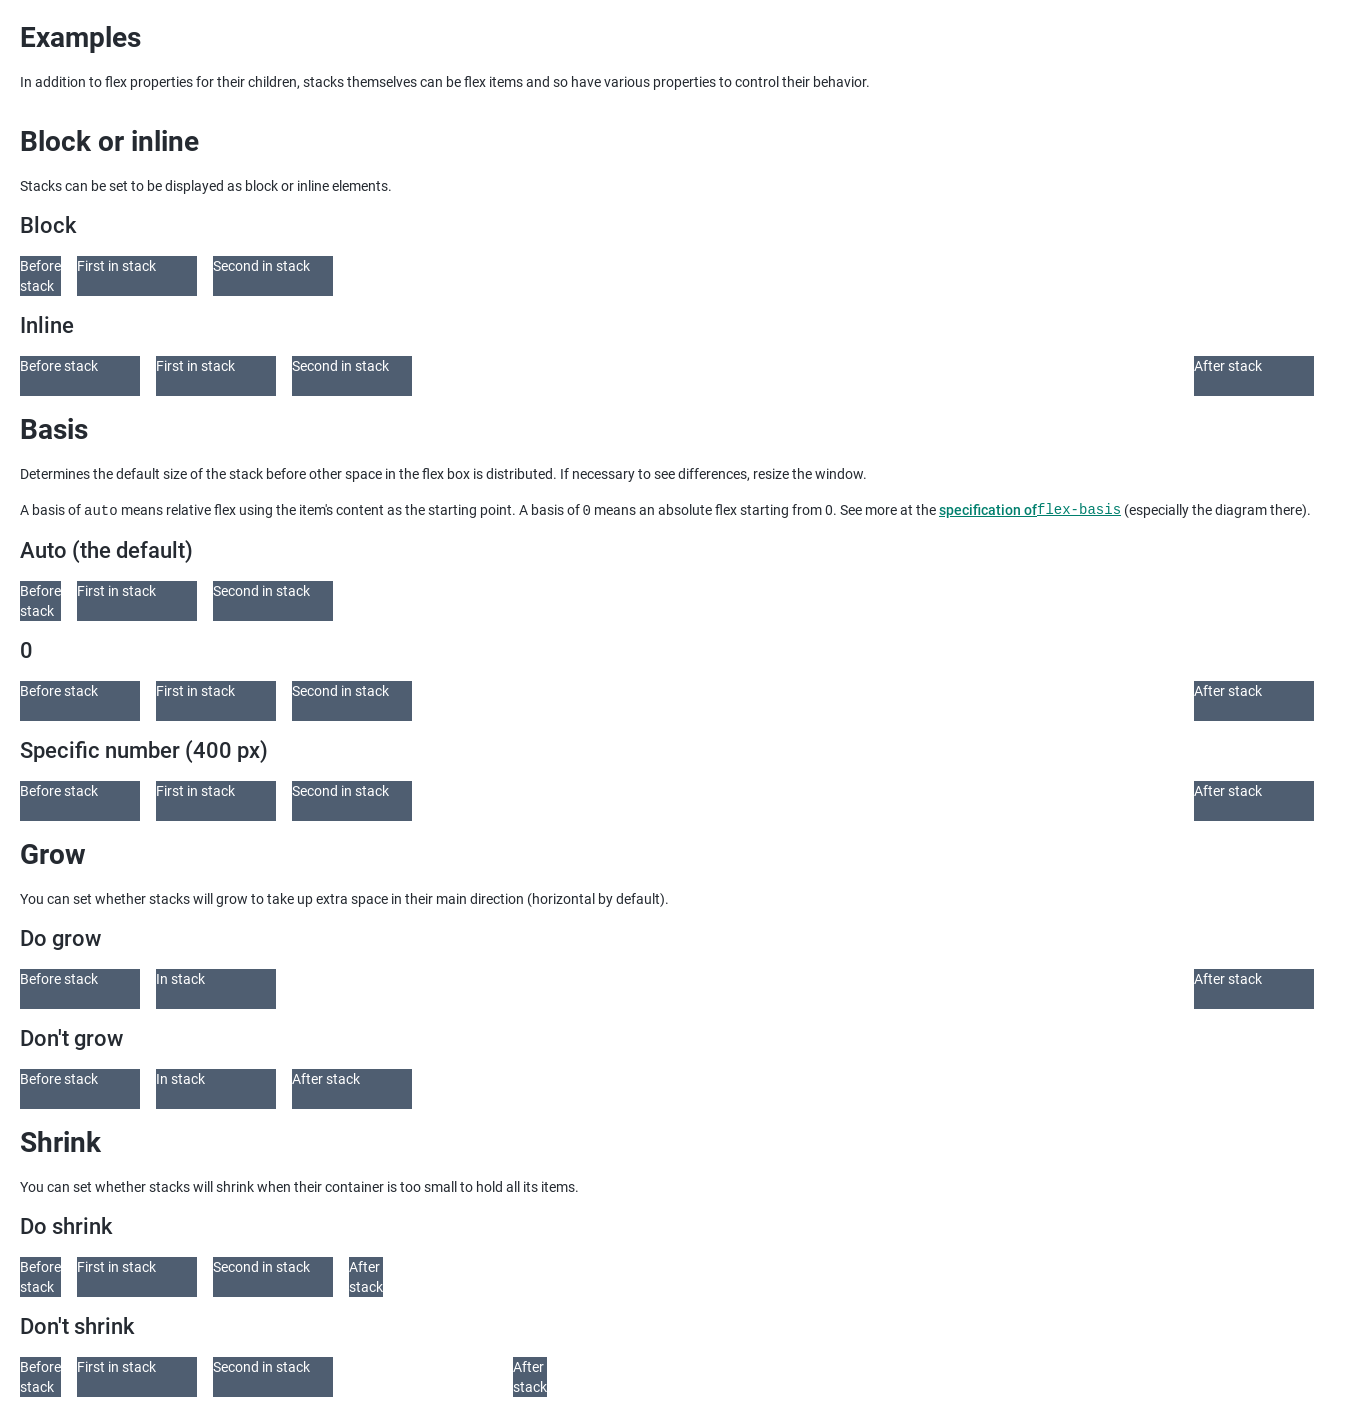 Examples
In addition to flex properties for their children, stacks themselves can be flex items and so have various properties to control their behavior.
Block or inline
Stacks can be set to be displayed as block or inline elements.
Block
Before stack First in stack Second in stack
Inline
Before stack First in stack Second in stack After stack
Basis
Determines the default size of the stack before other space in the flex box is distributed. If necessary to see differences, resize the window.
A basis of auto means relative flex using the item's content as the starting point. A basis of 0 means an absolute flex starting from 0. See more at the specification offlex-basis (especially the diagram there).
Auto (the default)
Before stack First in stack Second in stack
0
Before stack First in stack Second in stack After stack
Specific number (400 px)
Before stack First in stack Second in stack After stack
Grow
You can set whether stacks will grow to take up extra space in their main direction (horizontal by default).
Do grow
Before stack In stack After stack
Don't grow
Before stack In stack After stack
Shrink
You can set whether stacks will shrink when their container is too small to hold all its items.
Do shrink
Before stack First in stack Second in stack After stack
Don't shrink
Before stack First in stack Second in stack After stack